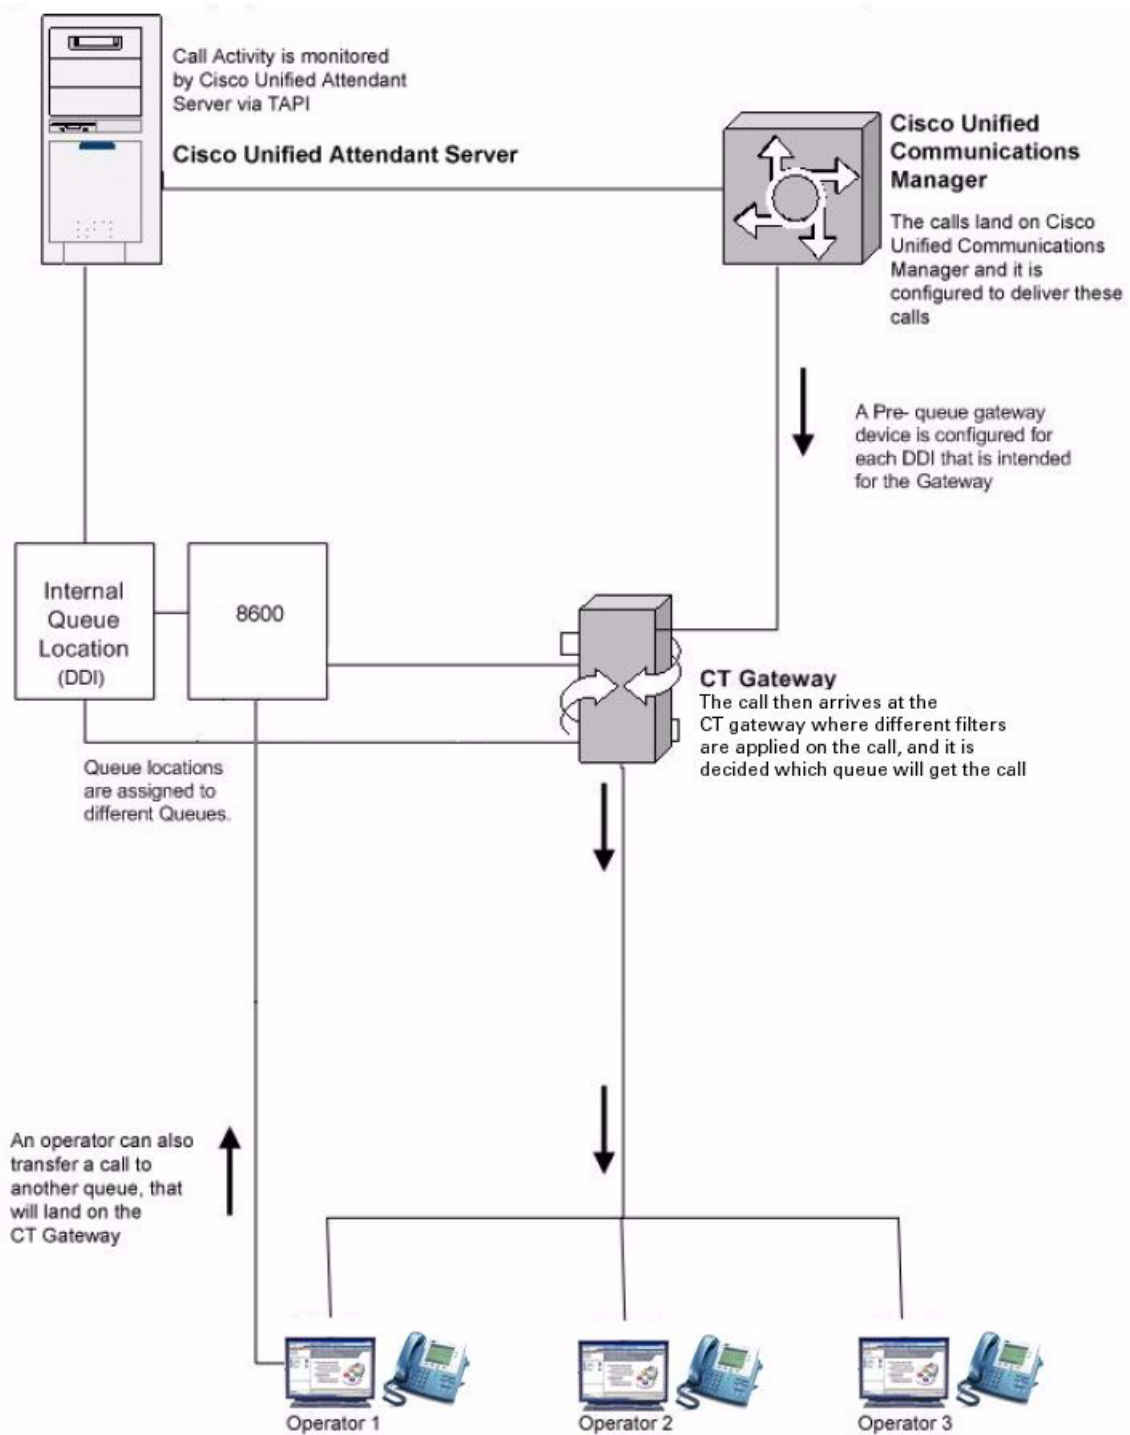 Call Activity is monitored
by Cisco Unified Attendant
Server via TAPI
Cisco Unified Attendant Server
Cisco Unified
Communications
Manager
The calls land on Cisco
Unified Communications
Manager and it is
configured to deliver these
calls
A Pre- queue gateway
device is configured for
each DDI that is intended
for the Gateway
Internal
Queue
Location
(DDI)
8600
CT Gateway
The call then arrives at the
CT gateway where different filters
are applied on the call, and it is
decided which queue will get the call
Queue locations
are assigned to
different Queues.
An operator can also
transfer a call to
another queue, that
will land on the
CT Gateway
Operator 1
Operator 2
Operator 3